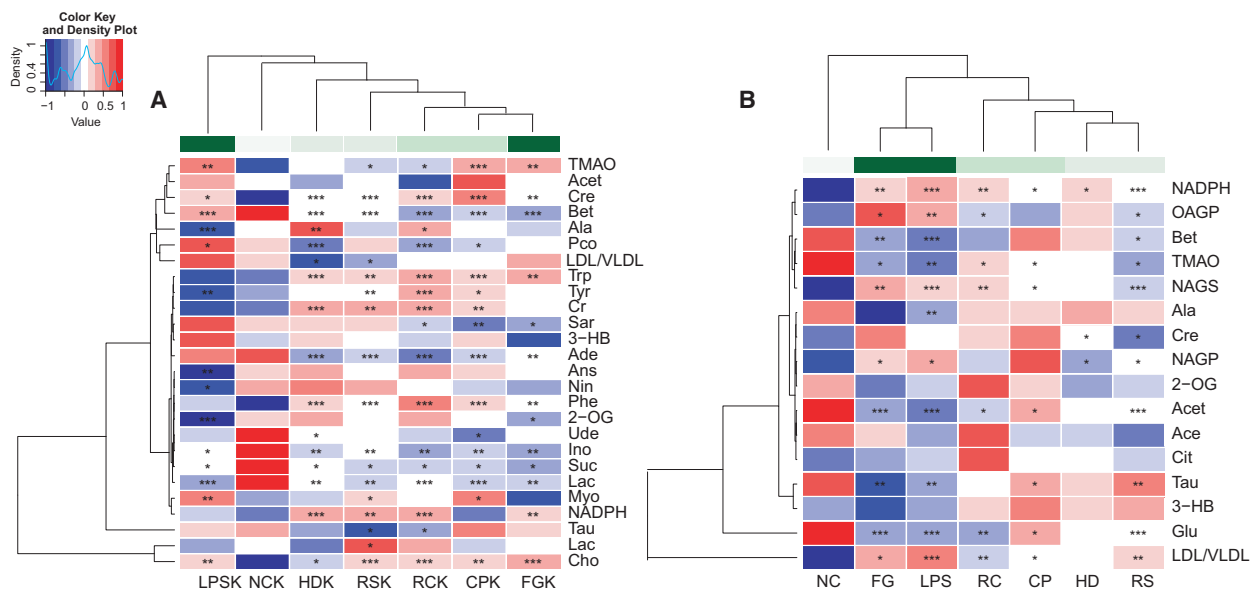 Color Key
and Density Plot
Density
0 0.4 1
−1 0 0.5 1
Value
A
** * * *** ** TMAO
Acet
* *** *** *** *** ** Cre
*** *** *** *** *** *** Bet
*** ** * Ala
* *** *** * Pco
* * LDL/VLDL
*** ** *** *** ** Trp
** ** *** * Tyr
*** ** *** ** Cr
* ** * Sar
3−HB
*** *** *** *** ** Ade
** Ans
* Nin
*** *** *** *** ** Phe
*** * 2−OG
* * Ude
* ** ** ** ** ** Ino
* * * * * * Suc
*** ** ** *** *** ** Lac
** * * Myo
*** ** *** ** NADPH
* * Tau
* Lac
** * *** *** ** *** Cho
LPSK NCK HDK RSK RCK CPK FGK
B
** *** ** * * *** NADPH
* ** * * OAGP
** *** * Bet
* ** * * * TMAO
** *** ** * *** NAGS
** Ala
* * Cre
* * * * NAGP
2−OG
*** *** * * *** Acet
Ace
Cit
** ** * ** Tau
3−HB
*** *** ** * *** Glu
* *** ** * ** LDL/VLDL
NC FG LPS RC CP HD RS